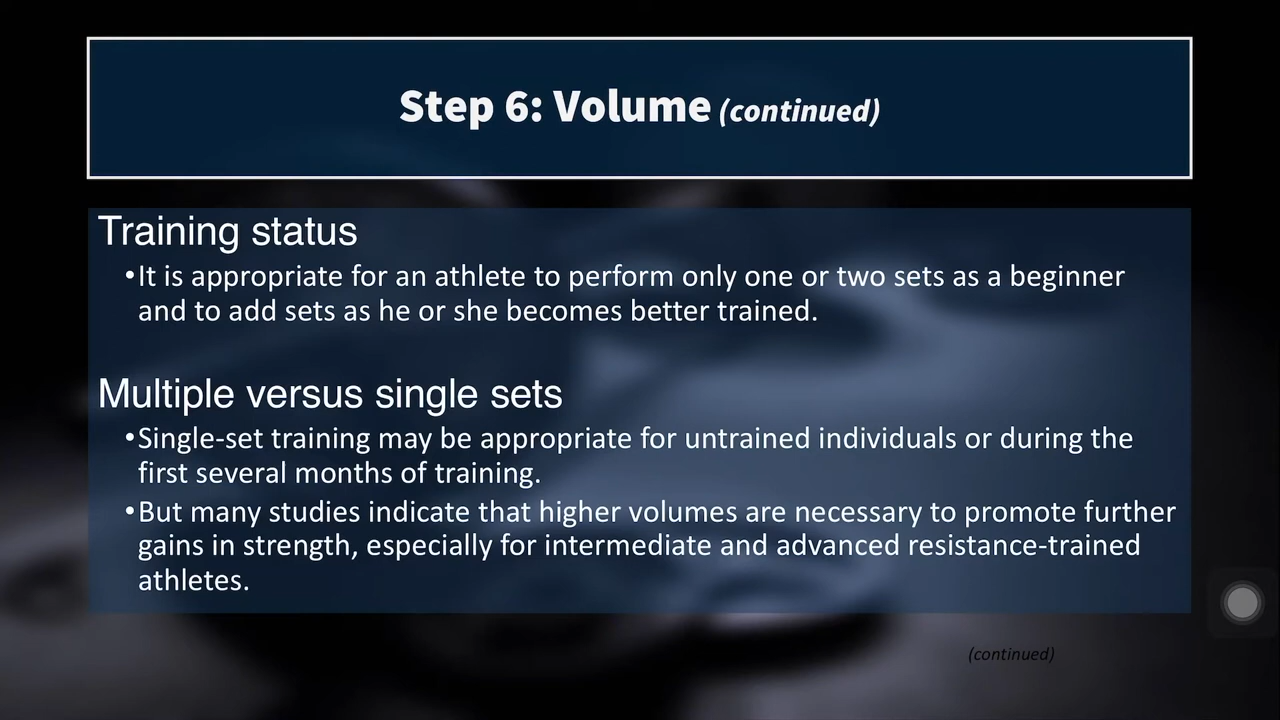 Step 6: Volume (continued)
Training status
•It is appropriate for an athlete to perform only one or two sets as a beginner
and to add sets as he or she becomes better trained.
Multiple versus single sets
•Single-set training may be appropriate for untrained individuals or during the
first several months of training.
•But many studies indicate that higher volumes are necessary to promote further
gains in strength, especially for intermediate and advanced resistance-trained
athletes.
(continued)